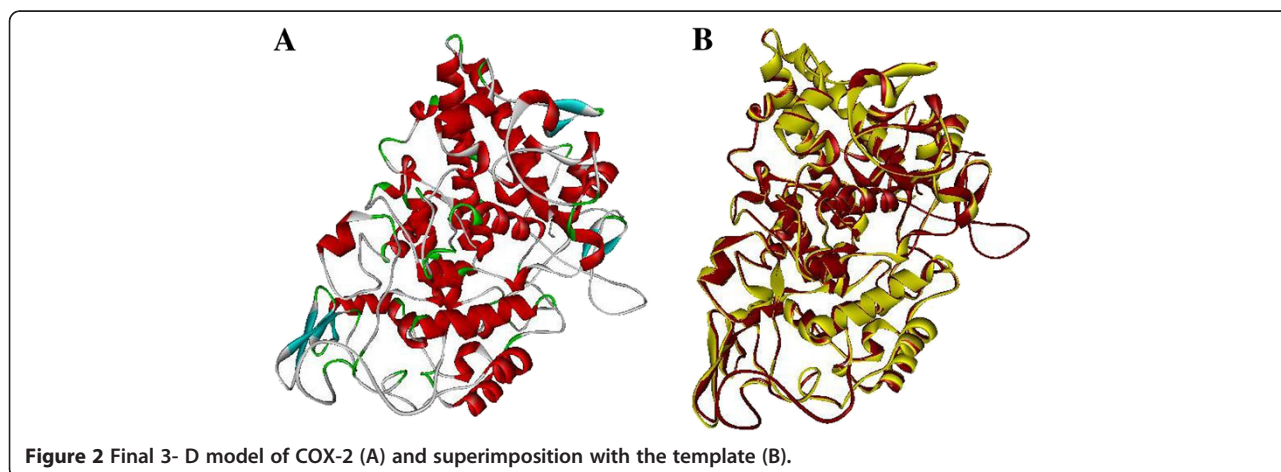 A
B
Figure 2 Final 3- D model of COX-2 (A) and superimposition with the template (B).